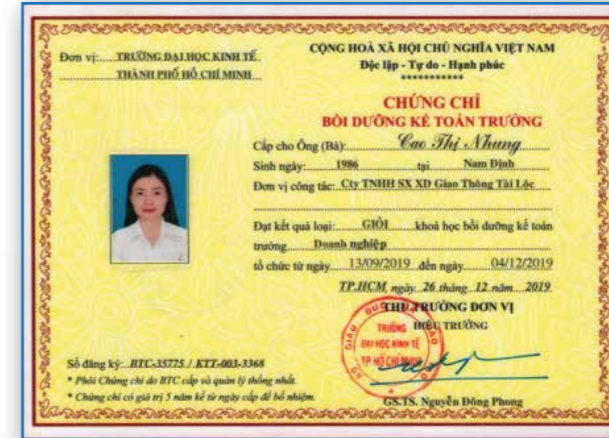 Đơn vị:.....TRƯỜNG ĐẠI HỌC KINH TẾ
THÀNH PHỐ HỒ CHÍ MINH
CỘNG HOÀ XÃ HỘI CHỦ NGHĨA VIỆT NAM
Độc lập - Tự do - Hạnh phúc
***********
CHỨNG CHỈ
BỒI DƯỠNG KẾ TOÁN TRƯỞNG
Cấp cho Ông (Bà):..........Cao Thị Nhung
Sinh ngày:..........1986..........tại..........Nam Định
Đơn vị công tác:..Cty TNHH SX XD Giao Thông Tài Lộc
Đạt kết quả loại:.......GIỎI.......khoá học bồi dưỡng kế toán
trưởng......Doanh nghiệp
tổ chức từ ngày......13/09/2019...đến ngày......04/12/2019
TP.HCM, ngày 26 tháng 12 năm 2019
THỦ TRƯỞNG ĐƠN VỊ
HIỆU TRƯỞNG
TRƯỜNG
ĐẠI HỌC KINH TẾ
TP HỒ CHÍ MINH
Số đăng ký:..BTC-35775 / KTT-003-3368
* Phôi Chứng chỉ do BTC cấp và quản lý thống nhất.
* Chứng chỉ có giá trị 5 năm kể từ ngày cấp để bổ nhiệm.
GS.TS. Nguyễn Đông Phong